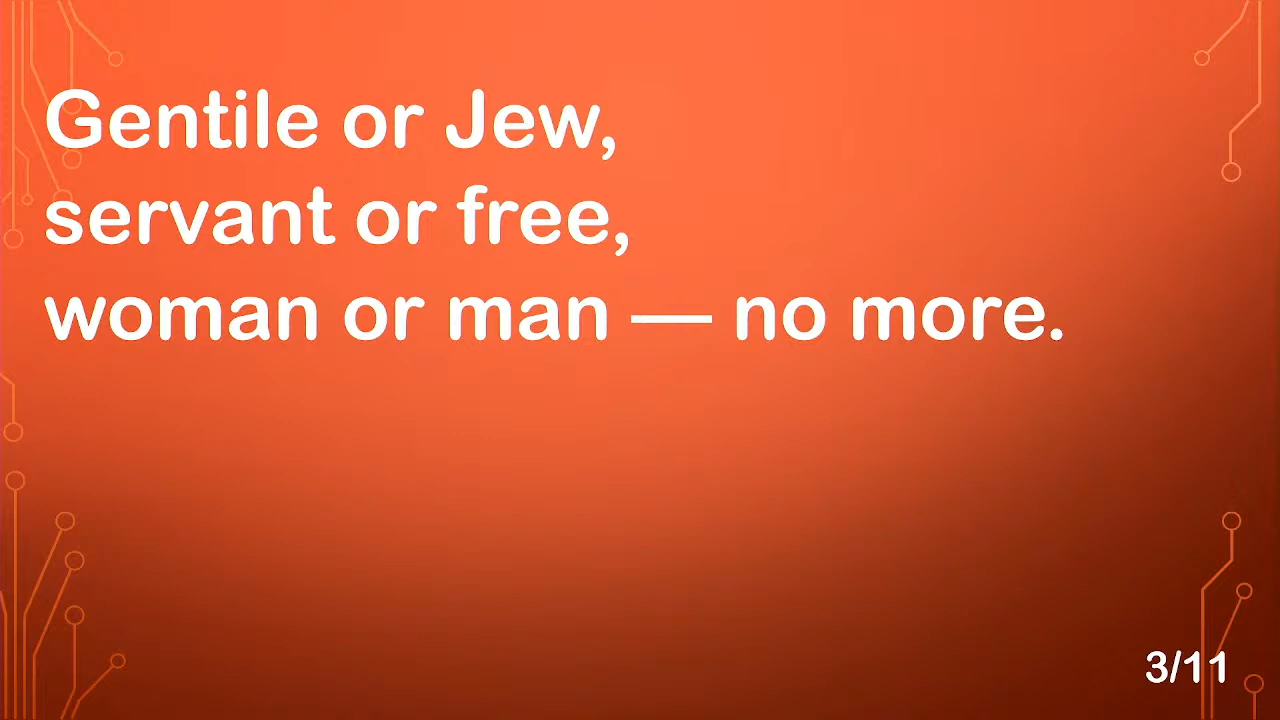 Gentile or Jew,
servant or free,
woman or man — no more.
3/11